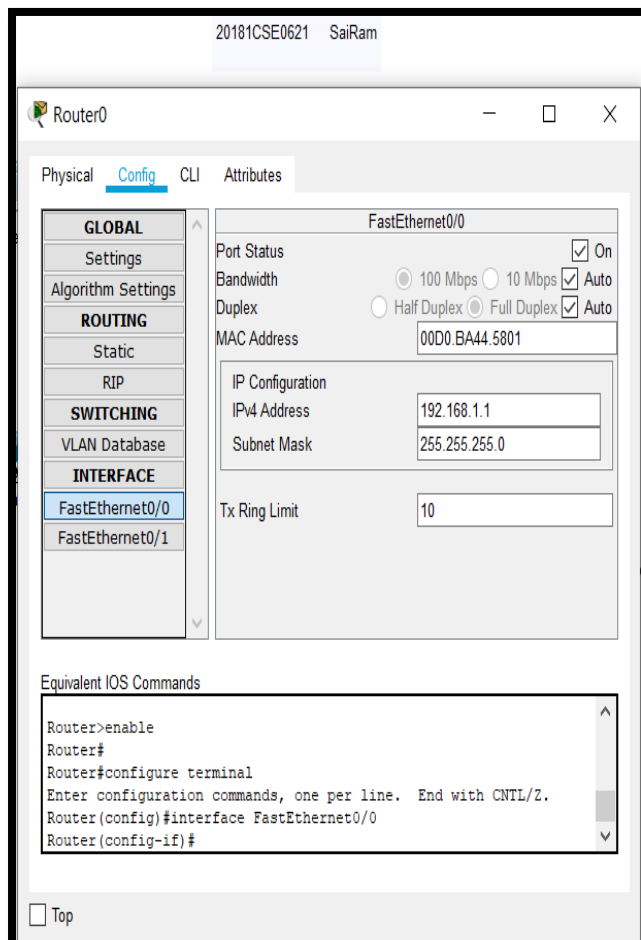 20181CSE0621 SaiRam
Router0
Physical Config CLI Attributes
GLOBAL
Settings
Algorithm Settings
ROUTING
Static
RIP
SWITCHING
VLAN Database
INTERFACE
FastEthernet0/0
FastEthernet0/1
FastEthernet0/0
Port Status On
Bandwidth 100 Mbps 10 Mbps Auto
Duplex Half Duplex Full Duplex Auto
MAC Address 00D0.BA44.5801
IP Configuration
IPv4 Address 192.168.1.1
Subnet Mask 255.255.255.0
Tx Ring Limit 10
Equivalent IOS Commands
Router>enable
Router#
Router#configure terminal
Enter configuration commands, one per line. End with CNTL/Z.
Router(config)#interface FastEthernet0/0
Router(config-if)#
Top